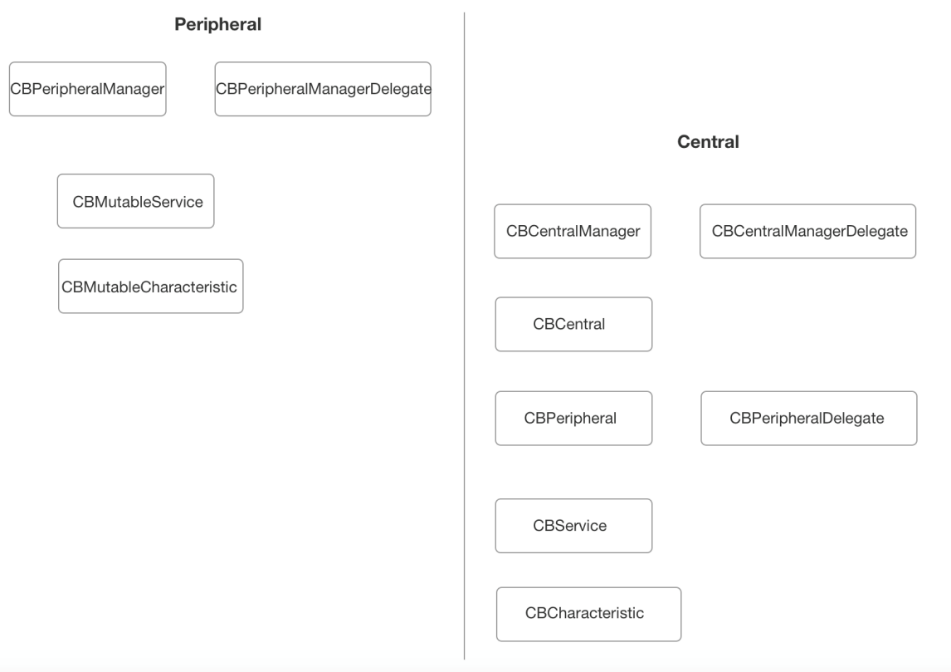 Peripheral
CBPeripheralManager
CBPeripheralManagerDelegate
CBMutableService
CBMutableCharacteristic
Central
CBCentralManager
CBCentralManagerDelegate
CBCentral
CBPeripheral
CBPeripheralDelegate
CBService
CBCharacteristic